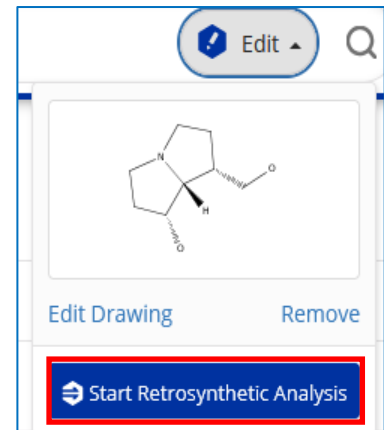 Edit
N
O
H
O
Edit Drawing
Remove
Start Retrosynthetic Analysis